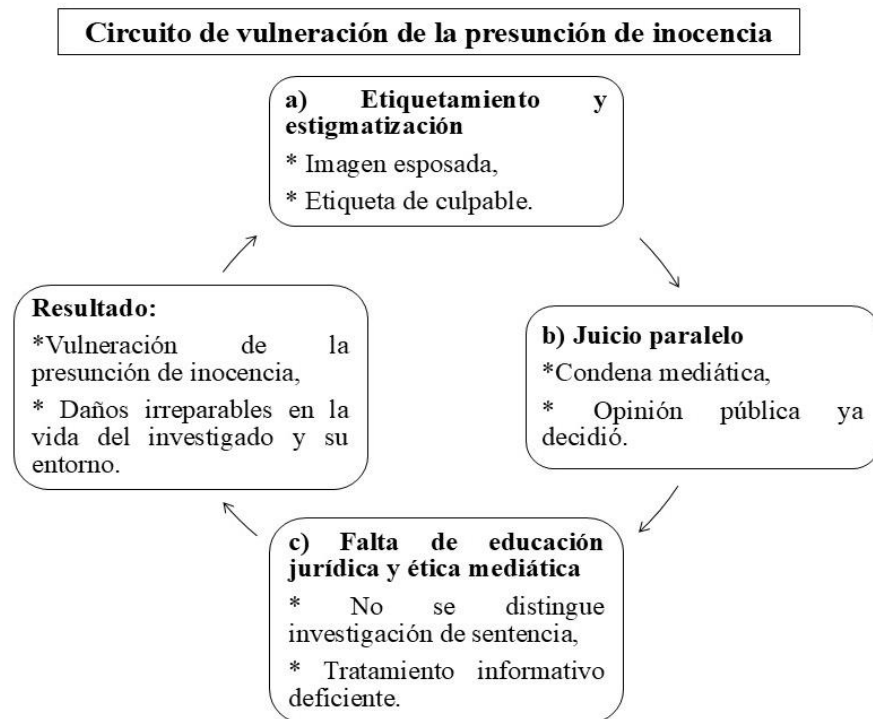 Circuito de vulneración de la presunción de inocencia
a) Etiquetamiento y
estigmatización
* Imagen esposada,
* Etiqueta de culpable.
b) Juicio paralelo
*Condena mediática,
* Opinión pública ya
decidió.
c) Falta de educación
jurídica y ética mediática
* No se distingue
investigación de sentencia,
* Tratamiento informativo
deficiente.
Resultado:
*Vulneración de la
presunción de inocencia,
* Daños irreparables en la
vida del investigado y su
entorno.